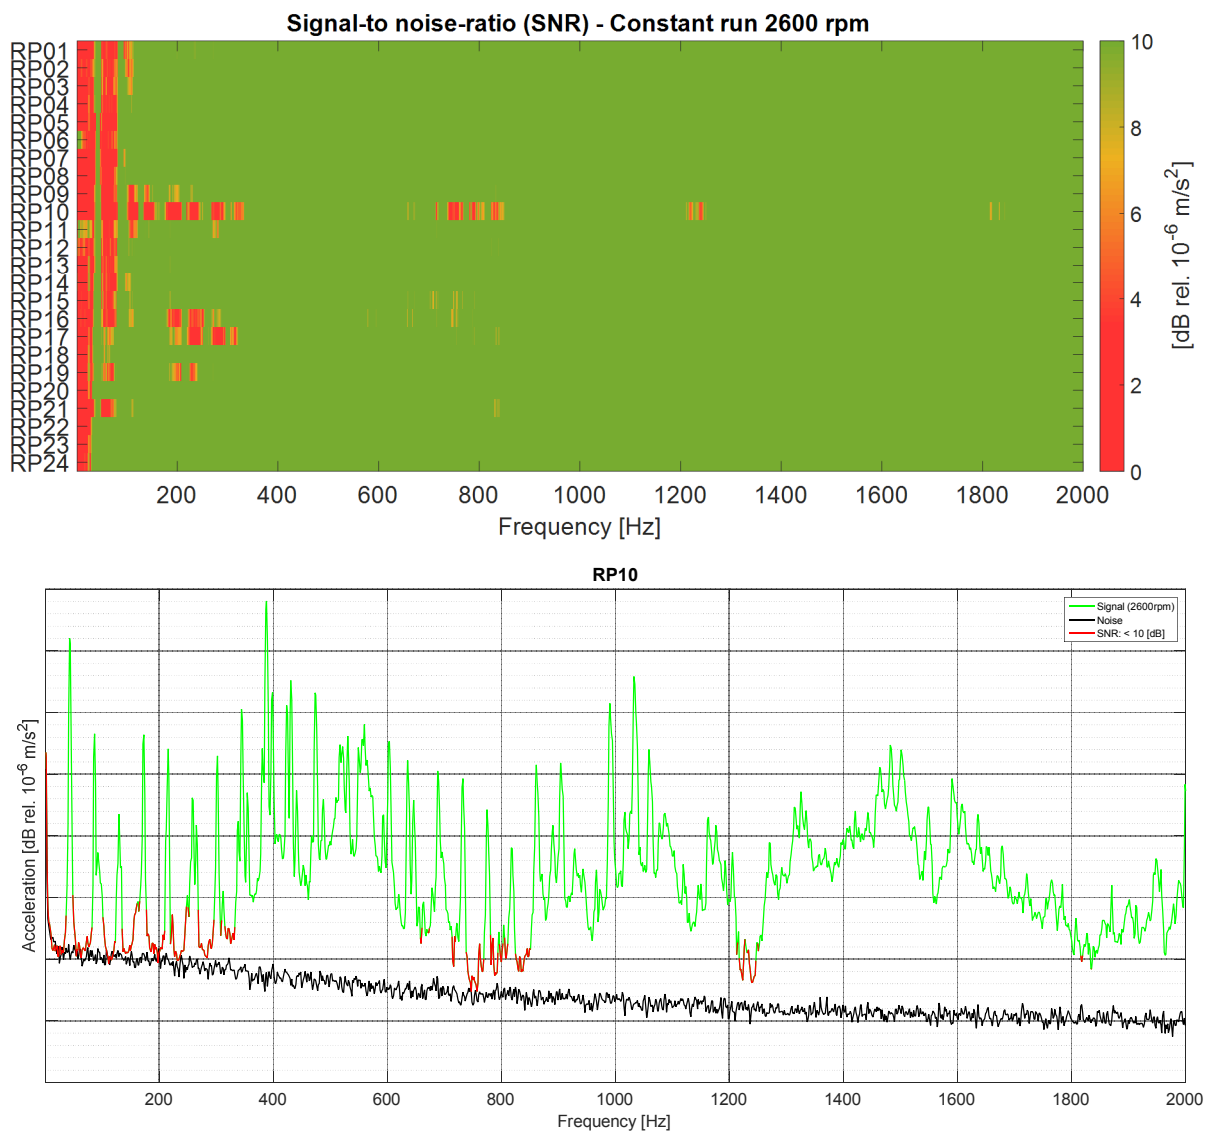 Signal-to noise-ratio (SNR) - Constant run 2600 rpm
RP01
RP02
RP03
RP04
RP05
RP06
RP07
RP08
RP09
RP10
RP11
RP12
RP13
RP14
RP15
RP16
RP17
RP18
RP19
RP20
RP21
RP22
RP23
RP24
200 400 600 800 1000 1200 1400 1600 1800 2000
Frequency [Hz]
10
8
6
4
2
0
[dB rel. 10⁻⁶ m/s²]
RP10
Signal (2600rpm)
Noise
SNR: < 10 [dB]
Acceleration [dB rel. 10⁻⁶ m/s²]
200 400 600 800 1000 1200 1400 1600 1800 2000
Frequency [Hz]